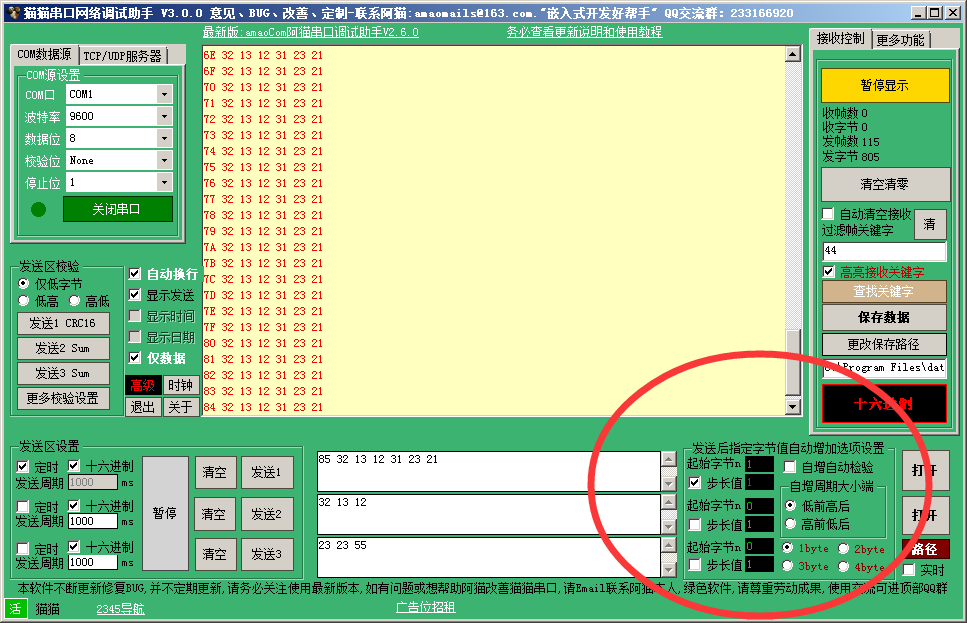 猫猫串口网络调试助手 V3.0.0 意见、BUG、改善、定制-联系阿猫:amaomails@163.com."嵌入式开发好帮手" QQ交流群: 233166920
最新版:amaoCom阿猫串口调试助手V2.6.0
务必查看更新说明和使用教程
COM数据源
TCP/UDP服务器
COM源设置
COM口 COM1
波特率 9600
数据位 8
校验位 None
停止位 1
关闭串口
发送区校验
仅低字节
低高 高低
发送1 CRC16
发送2 Sum
发送3 Sum
更多校验设置
自动换行
显示发送
显示时间
显示日期
仅数据
高级 时钟
退出 关于
6E 32 13 12 31 23 21
6F 32 13 12 31 23 21
70 32 13 12 31 23 21
71 32 13 12 31 23 21
72 32 13 12 31 23 21
73 32 13 12 31 23 21
74 32 13 12 31 23 21
75 32 13 12 31 23 21
76 32 13 12 31 23 21
77 32 13 12 31 23 21
78 32 13 12 31 23 21
79 32 13 12 31 23 21
7A 32 13 12 31 23 21
7B 32 13 12 31 23 21
7C 32 13 12 31 23 21
7D 32 13 12 31 23 21
7E 32 13 12 31 23 21
7F 32 13 12 31 23 21
80 32 13 12 31 23 21
81 32 13 12 31 23 21
82 32 13 12 31 23 21
83 32 13 12 31 23 21
84 32 13 12 31 23 21
接收控制
更多功能
暂停显示
收帧数 0
收字节 0
发帧数 115
发字节 805
清空清零
自动清空接收
过滤帧关键字
清
44
高亮接收关键字
查找关键字
保存数据
更改保存路径
:\Program Files\dat
十六进制
发送区设置
定时 十六进制
发送周期 1000 ms
定时 十六进制
发送周期 1000 ms
定时 十六进制
发送周期 1000 ms
暂停
清空 发送1
清空 发送2
清空 发送3
85 32 13 12 31 23 21
32 13 12
23 23 55
发送后指定字节值自动增加选项设置
起始字节n 1
步长值 1
起始字节n 0
步长值 1
起始字节n 0
步长值 1
自增自动检验
自增周期大小端
低前高后
高前低后
1byte 2byte
3byte 4byte
打开
打开
路径
实时
本软件不断更新修复BUG,并不定期更新,请务必关注使用最新版本,如有问题或想帮助阿猫改善猫猫串口,请Email联系阿猫本人,绿色软件,请尊重劳动成果,使用交流可进顶部QQ群
活 猫猫
2345导航
广告位招租